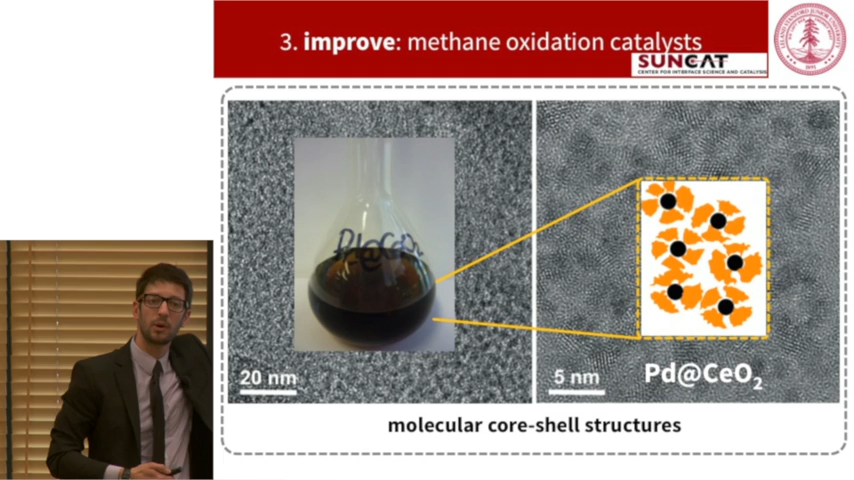 3. improve: methane oxidation catalysts
SUNCAT
CENTER FOR INTERFACE SCIENCE AND CATALYSIS
Pd@CeO2
20 nm
5 nm
Pd@CeO₂
molecular core-shell structures